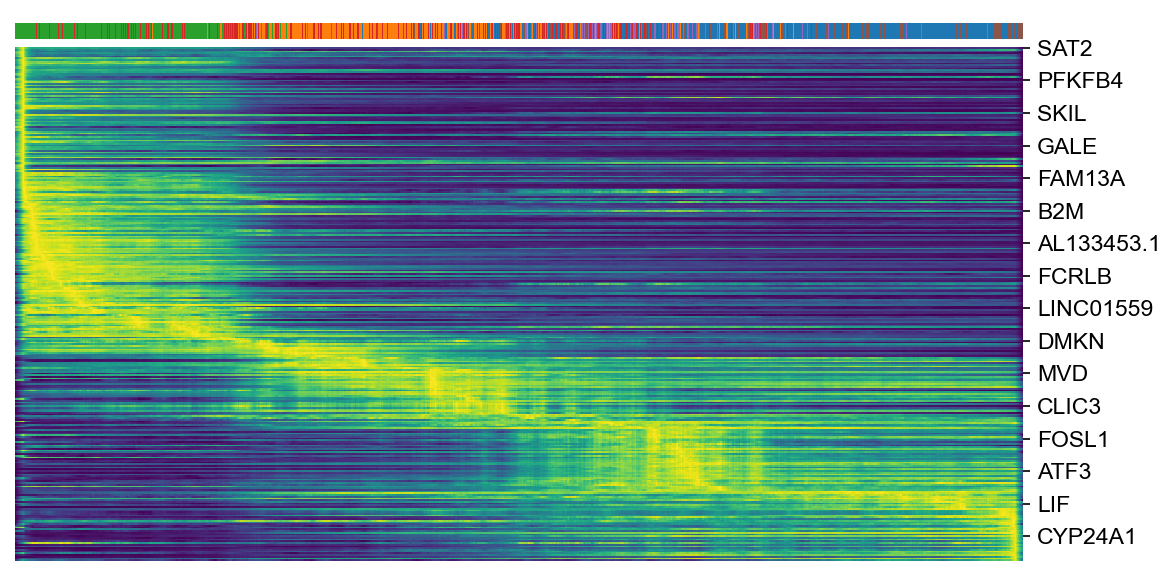 SAT2
PFKFB4
SKIL
GALE
FAM13A
B2M
AL133453.1
FCRLB
LINC01559
DMKN
MVD
CLIC3
FOSL1
ATF3
LIF
CYP24A1